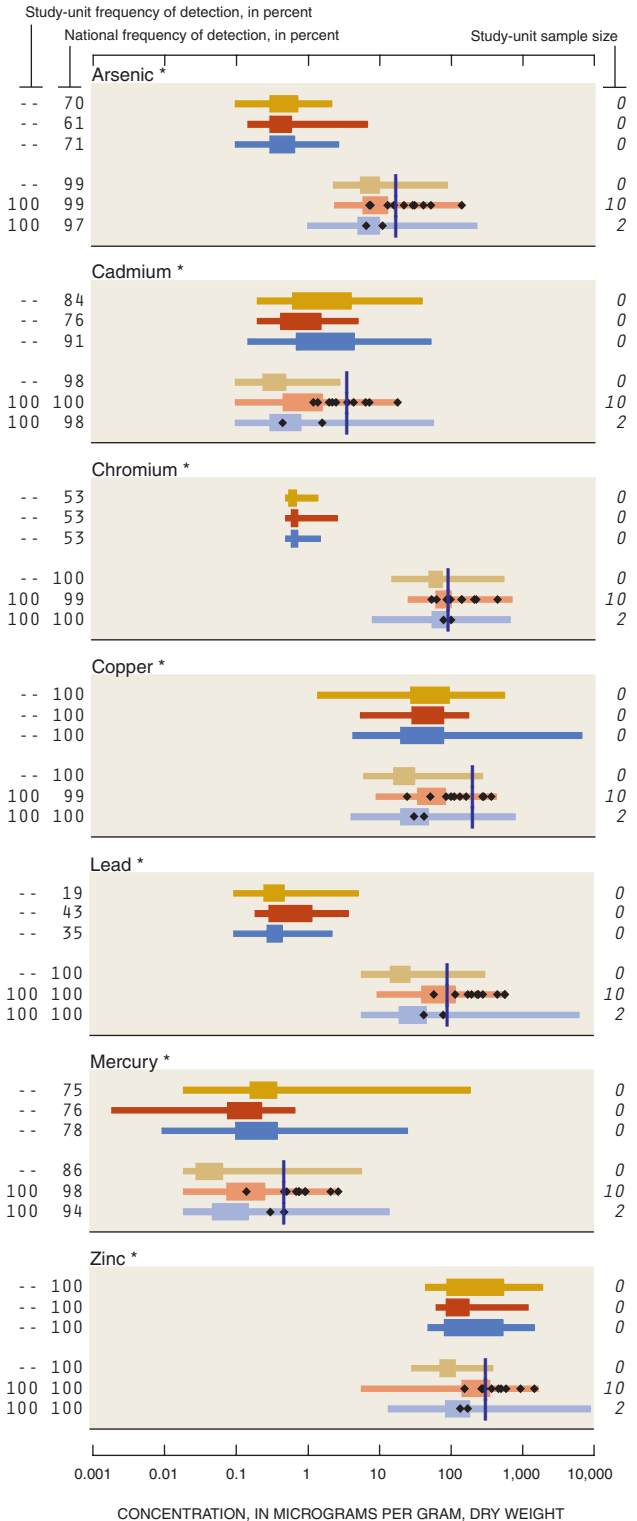 Study-unit frequency of detection, in percent
National frequency of detection, in percent
Study-unit sample size
Arsenic *
-- 70 0
-- 61 0
-- 71 0
-- 99 0
100 99 10
100 97 2
Cadmium *
-- 84 0
-- 76 0
-- 91 0
-- 98 0
100 100 10
100 98 2
Chromium *
-- 53 0
-- 53 0
-- 53 0
-- 100 0
100 99 10
100 100 2
Copper *
-- 100 0
-- 100 0
-- 100 0
-- 100 0
100 99 10
100 100 2
Lead *
-- 19 0
-- 43 0
-- 35 0
-- 100 0
100 100 10
100 100 2
Mercury *
-- 75 0
-- 76 0
-- 78 0
-- 86 0
100 98 10
100 94 2
Zinc *
-- 100 0
-- 100 0
-- 100 0
-- 100 0
100 100 10
100 100 2
0.001 0.01 0.1 1 10 100 1,000 10,000
CONCENTRATION, IN MICROGRAMS PER GRAM, DRY WEIGHT